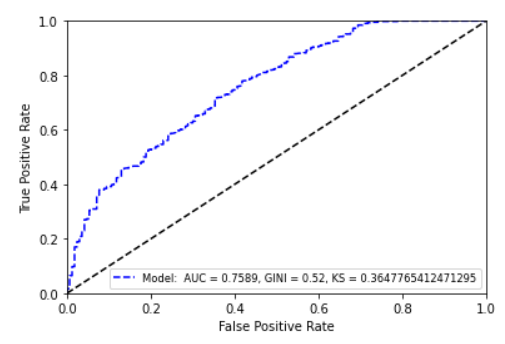 1.0
0.8
0.6
0.4
0.2
0.0
True Positive Rate
Model: AUC = 0.7589, GINI = 0.52, KS = 0.3647765412471295
0.0 0.2 0.4 0.6 0.8 1.0
False Positive Rate